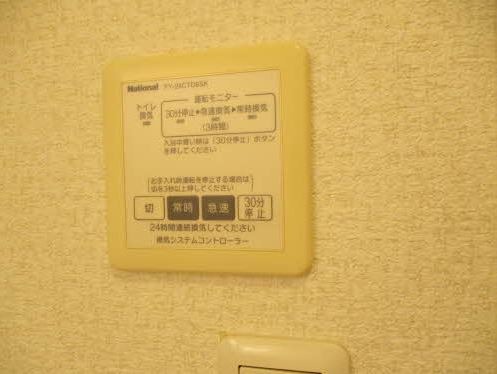 National FY-28CTD8SK
運転モニター
トイレ換気
30分停止▶急速換気▶常時換気
(3時間)
入浴中寒い時は〈30分停止〉ボタン
を押してください
お手入れ時運転を停止する場合は
切を3秒以上押してください
切 常時 急速 30分停止
24時間連続換気してください
換気システムコントローラー